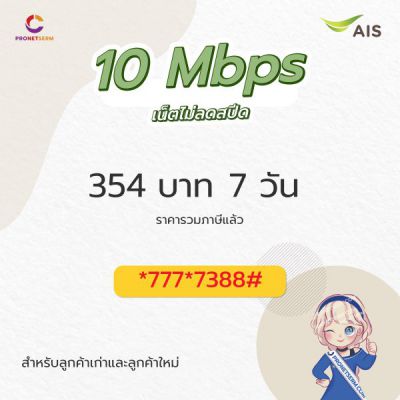 PRONETSERM
AIS
10 Mbps
เน็ตไม่ลดสปีด
354 บาท 7 วัน
ราคารวมภาษีแล้ว
*777*7388#
สำหรับลูกค้าเก่าและลูกค้าใหม่
PRONETSERM.Com